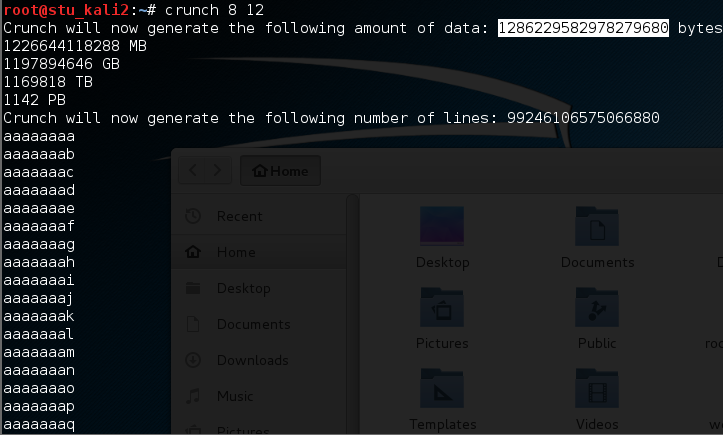 root@stu_kali2:~# crunch 8 12
Crunch will now generate the following amount of data: 1286229582978279680 bytes
1226644118288 MB
1197894646 GB
1169818 TB
1142 PB
Crunch will now generate the following number of lines: 99246106575066880
aaaaaaaa
aaaaaaab
aaaaaaac
aaaaaaad
aaaaaaae
aaaaaaaf
aaaaaaag
aaaaaaah
aaaaaaai
aaaaaaaj
aaaaaaak
aaaaaaal
aaaaaaam
aaaaaaan
aaaaaaao
aaaaaaap
aaaaaaaq
Home
Recent
Home
Desktop
Documents
Downloads
Music
Pictures
Desktop
Documents
Pictures
Public
Templates
Videos